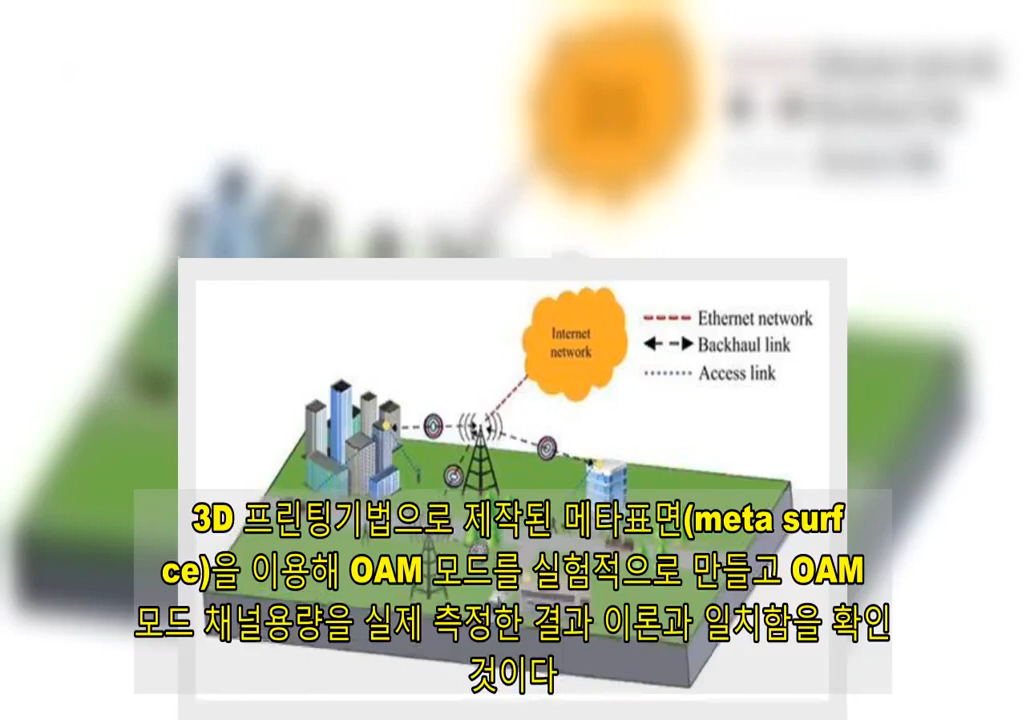 Internet
network
Ethernet network
Backhaul link
Access link
3D 프린팅기법으로 제작된 메타표면(meta surf
ce)을 이용해 OAM 모드를 실험적으로 만들고 OAM
모드 채널용량을 실제 측정한 결과 이론과 일치함을 확인
것이다